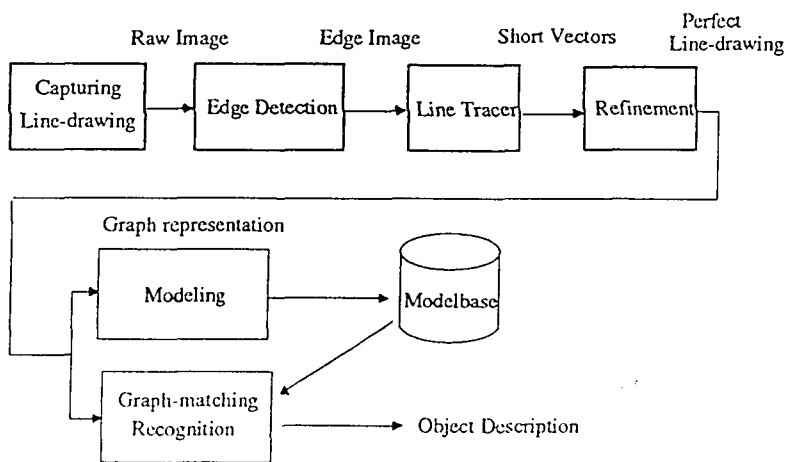 Raw Image
Edge Image
Short Vectors
Perfect
Line-drawing
Capturing
Line-drawing
Edge Detection
Line Tracer
Refinement
Graph representation
Modeling
Modelbase
Graph-matching
Recognition
Object Description